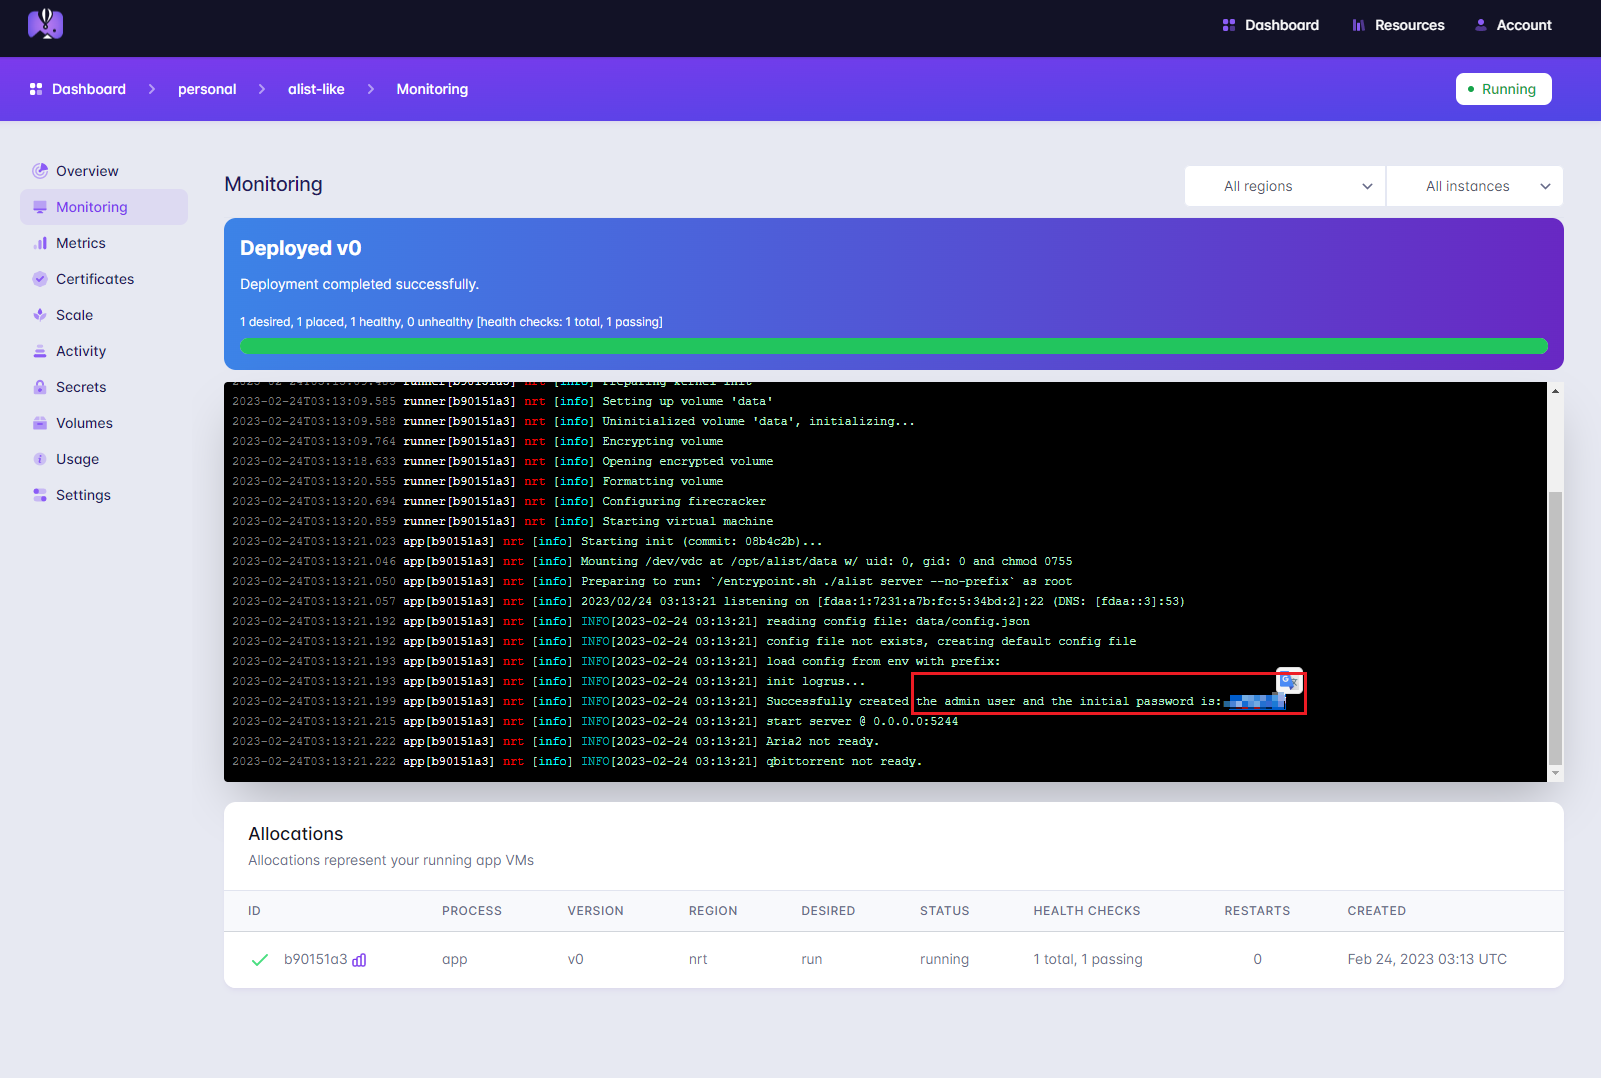 Dashboard Resources Account
Dashboard > personal > alist-like > Monitoring
Running
Overview
Monitoring
Metrics
Certificates
Scale
Activity
Secrets
Volumes
Usage
Settings
Monitoring
All regions All instances
Deployed v0
Deployment completed successfully.
1 desired, 1 placed, 1 healthy, 0 unhealthy [health checks: 1 total, 1 passing]
runner[b90151a3] nrt [info] Preparing kernel init
2023-02-24T03:13:09.585 runner[b90151a3] nrt [info] Setting up volume 'data'
2023-02-24T03:13:09.588 runner[b90151a3] nrt [info] Uninitialized volume 'data', initializing...
2023-02-24T03:13:09.764 runner[b90151a3] nrt [info] Encrypting volume
2023-02-24T03:13:18.633 runner[b90151a3] nrt [info] Opening encrypted volume
2023-02-24T03:13:20.555 runner[b90151a3] nrt [info] Formatting volume
2023-02-24T03:13:20.694 runner[b90151a3] nrt [info] Configuring firecracker
2023-02-24T03:13:20.859 runner[b90151a3] nrt [info] Starting virtual machine
2023-02-24T03:13:21.023 app[b90151a3] nrt [info] Starting init (commit: 08b4c2b)...
2023-02-24T03:13:21.046 app[b90151a3] nrt [info] Mounting /dev/vdc at /opt/alist/data w/ uid: 0, gid: 0 and chmod 0755
2023-02-24T03:13:21.050 app[b90151a3] nrt [info] Preparing to run: `/entrypoint.sh ./alist server --no-prefix` as root
2023-02-24T03:13:21.057 app[b90151a3] nrt [info] 2023/02/24 03:13:21 listening on [fdaa:1:7231:a7b:fc:5:34bd:2]:22 (DNS: [fdaa::3]:53)
2023-02-24T03:13:21.192 app[b90151a3] nrt [info] INFO[2023-02-24 03:13:21] reading config file: data/config.json
2023-02-24T03:13:21.192 app[b90151a3] nrt [info] INFO[2023-02-24 03:13:21] config file not exists, creating default config file
2023-02-24T03:13:21.193 app[b90151a3] nrt [info] INFO[2023-02-24 03:13:21] load config from env with prefix:
2023-02-24T03:13:21.193 app[b90151a3] nrt [info] INFO[2023-02-24 03:13:21] init logrus...
2023-02-24T03:13:21.199 app[b90151a3] nrt [info] INFO[2023-02-24 03:13:21] Successfully created the admin user and the initial password is:
2023-02-24T03:13:21.215 app[b90151a3] nrt [info] INFO[2023-02-24 03:13:21] start server @ 0.0.0.0:5244
2023-02-24T03:13:21.222 app[b90151a3] nrt [info] INFO[2023-02-24 03:13:21] Aria2 not ready.
2023-02-24T03:13:21.222 app[b90151a3] nrt [info] INFO[2023-02-24 03:13:21] qbittorrent not ready.
Allocations
Allocations represent your running app VMs
ID PROCESS VERSION REGION DESIRED STATUS HEALTH CHECKS RESTARTS CREATED
b90151a3 app v0 nrt run running 1 total, 1 passing 0 Feb 24, 2023 03:13 UTC